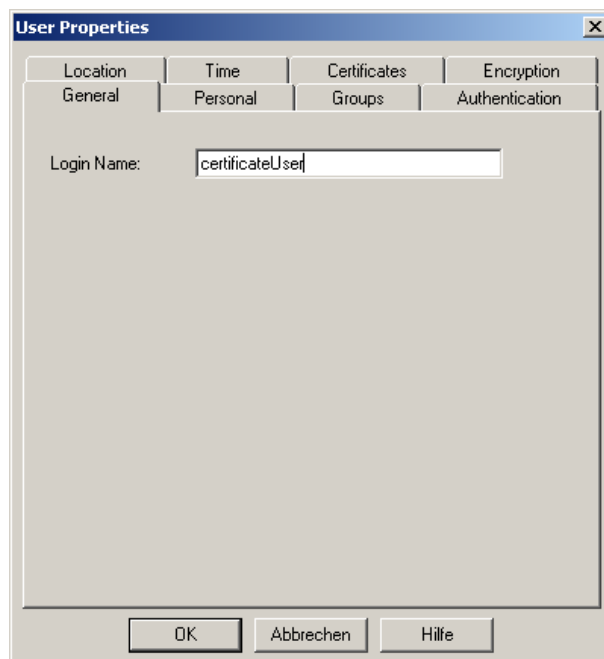 User Properties
Location Time Certificates Encryption
General Personal Groups Authentication
Login Name: certificateUser
OK Abbrechen Hilfe